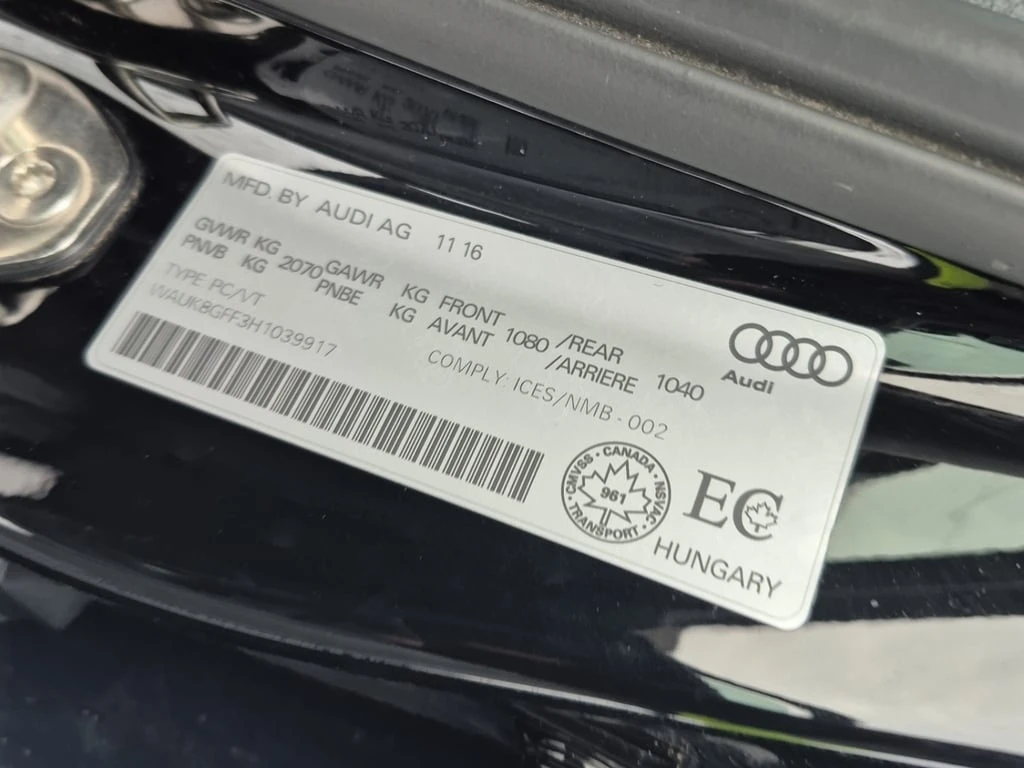 MFD. BY AUDI AG 11 16
GVWR KG 2070 GAWR KG FRONT 1080 /REAR 1040
PNVB KG PNBE KG AVANT /ARRIERE
TYPE PC/VT
WAUK8GFF3H1039917
COMPLY: ICES/NMB - 002
Audi
CMVSS · CANADA · NSVAC · TRANSPORT ·
961
EC
HUNGARY